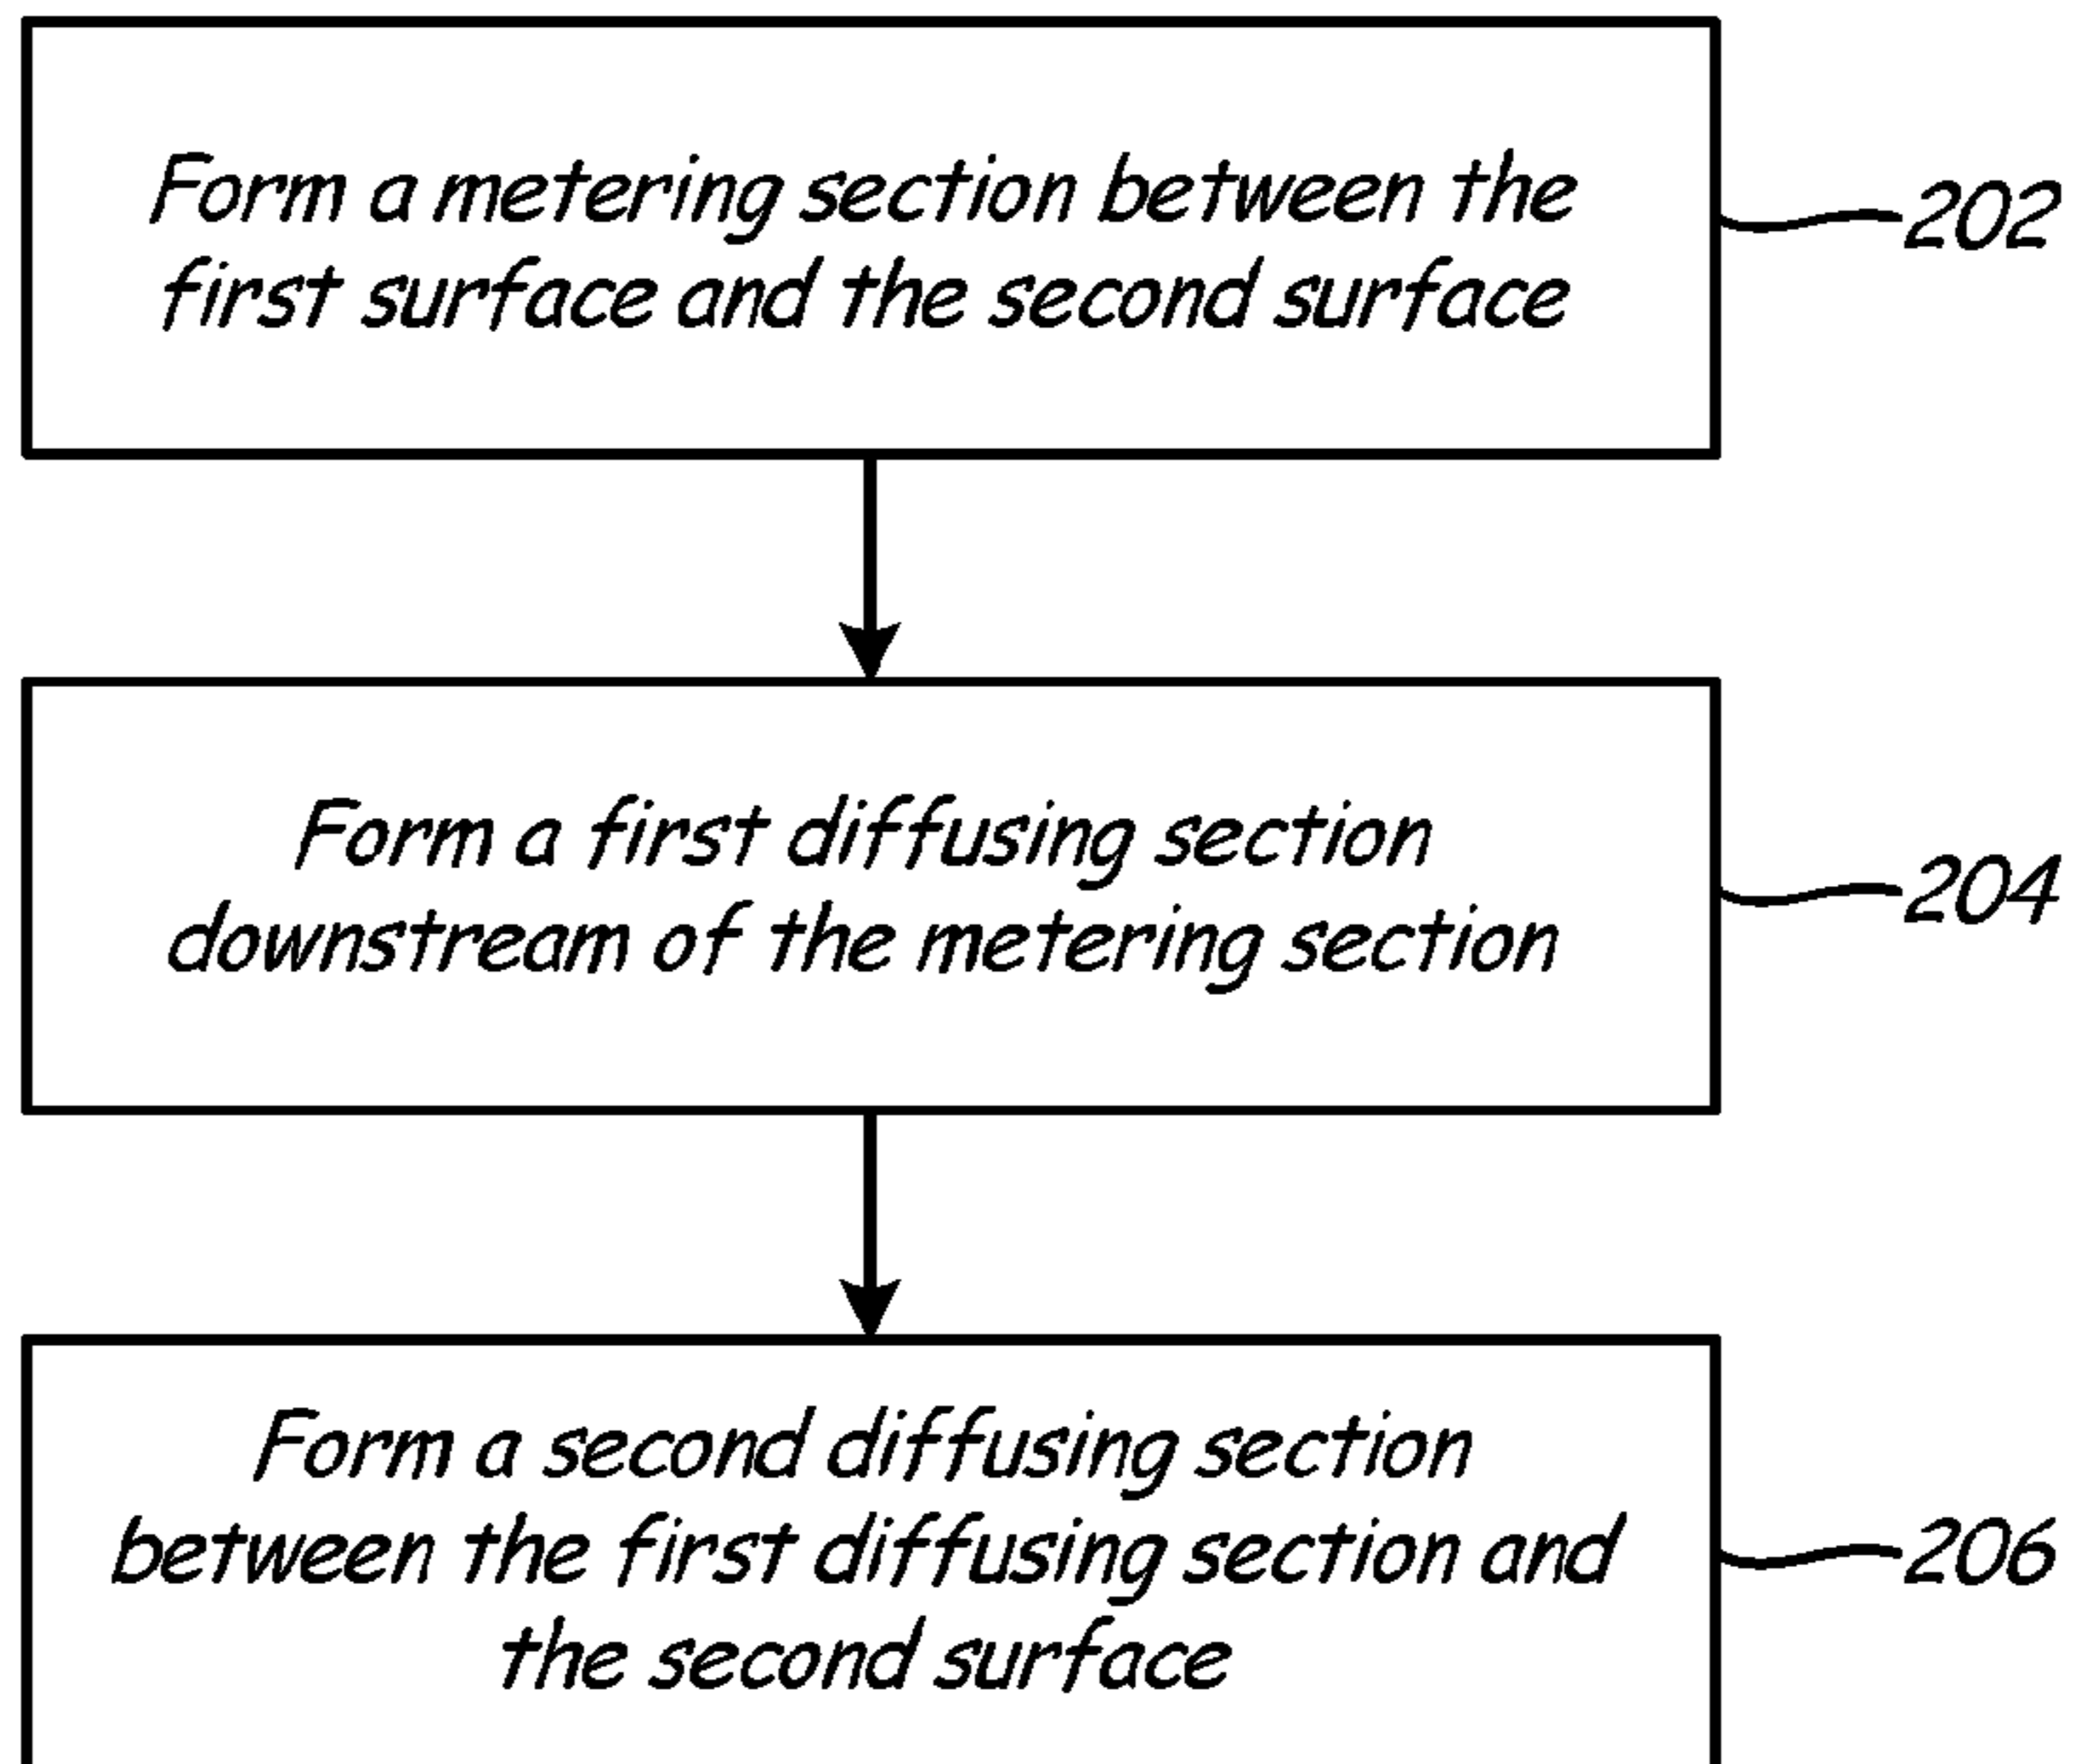 Form a metering section between the
first surface and the second surface
202
Form a first diffusing section
downstream of the metering section
204
Form a second diffusing section
between the first diffusing section and
the second surface
206